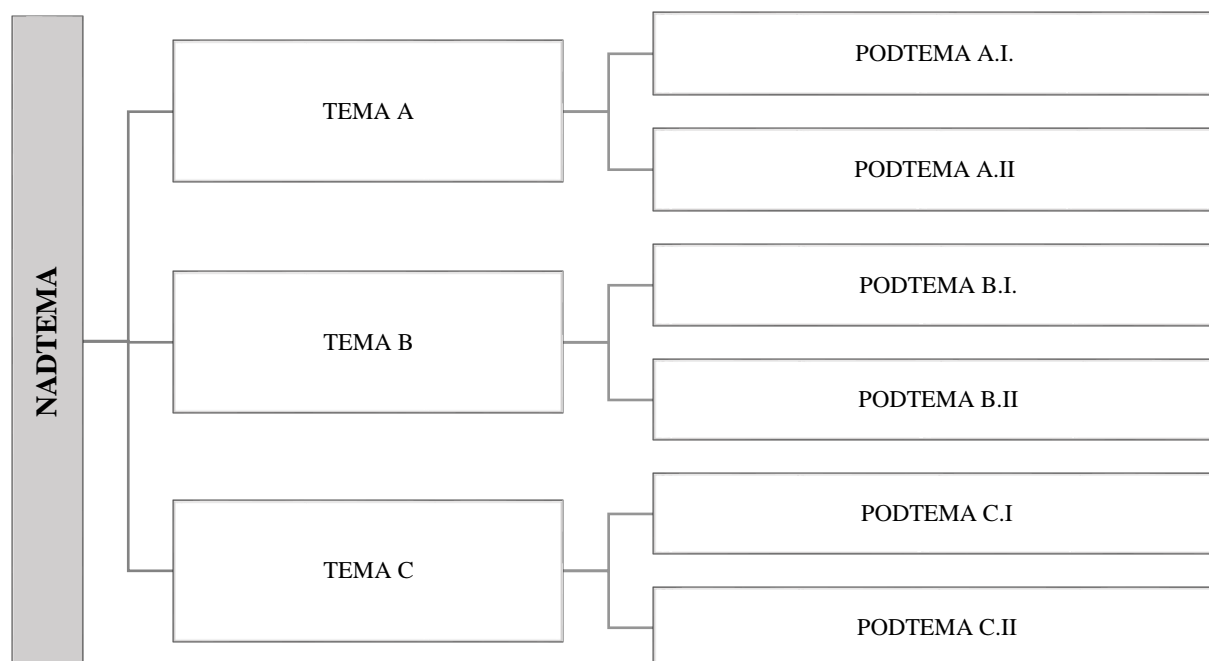 NADTEMA
TEMA A
PODTEMA A.I.
PODTEMA A.II
TEMA B
PODTEMA B.I.
PODTEMA B.II
TEMA C
PODTEMA C.I
PODTEMA C.II